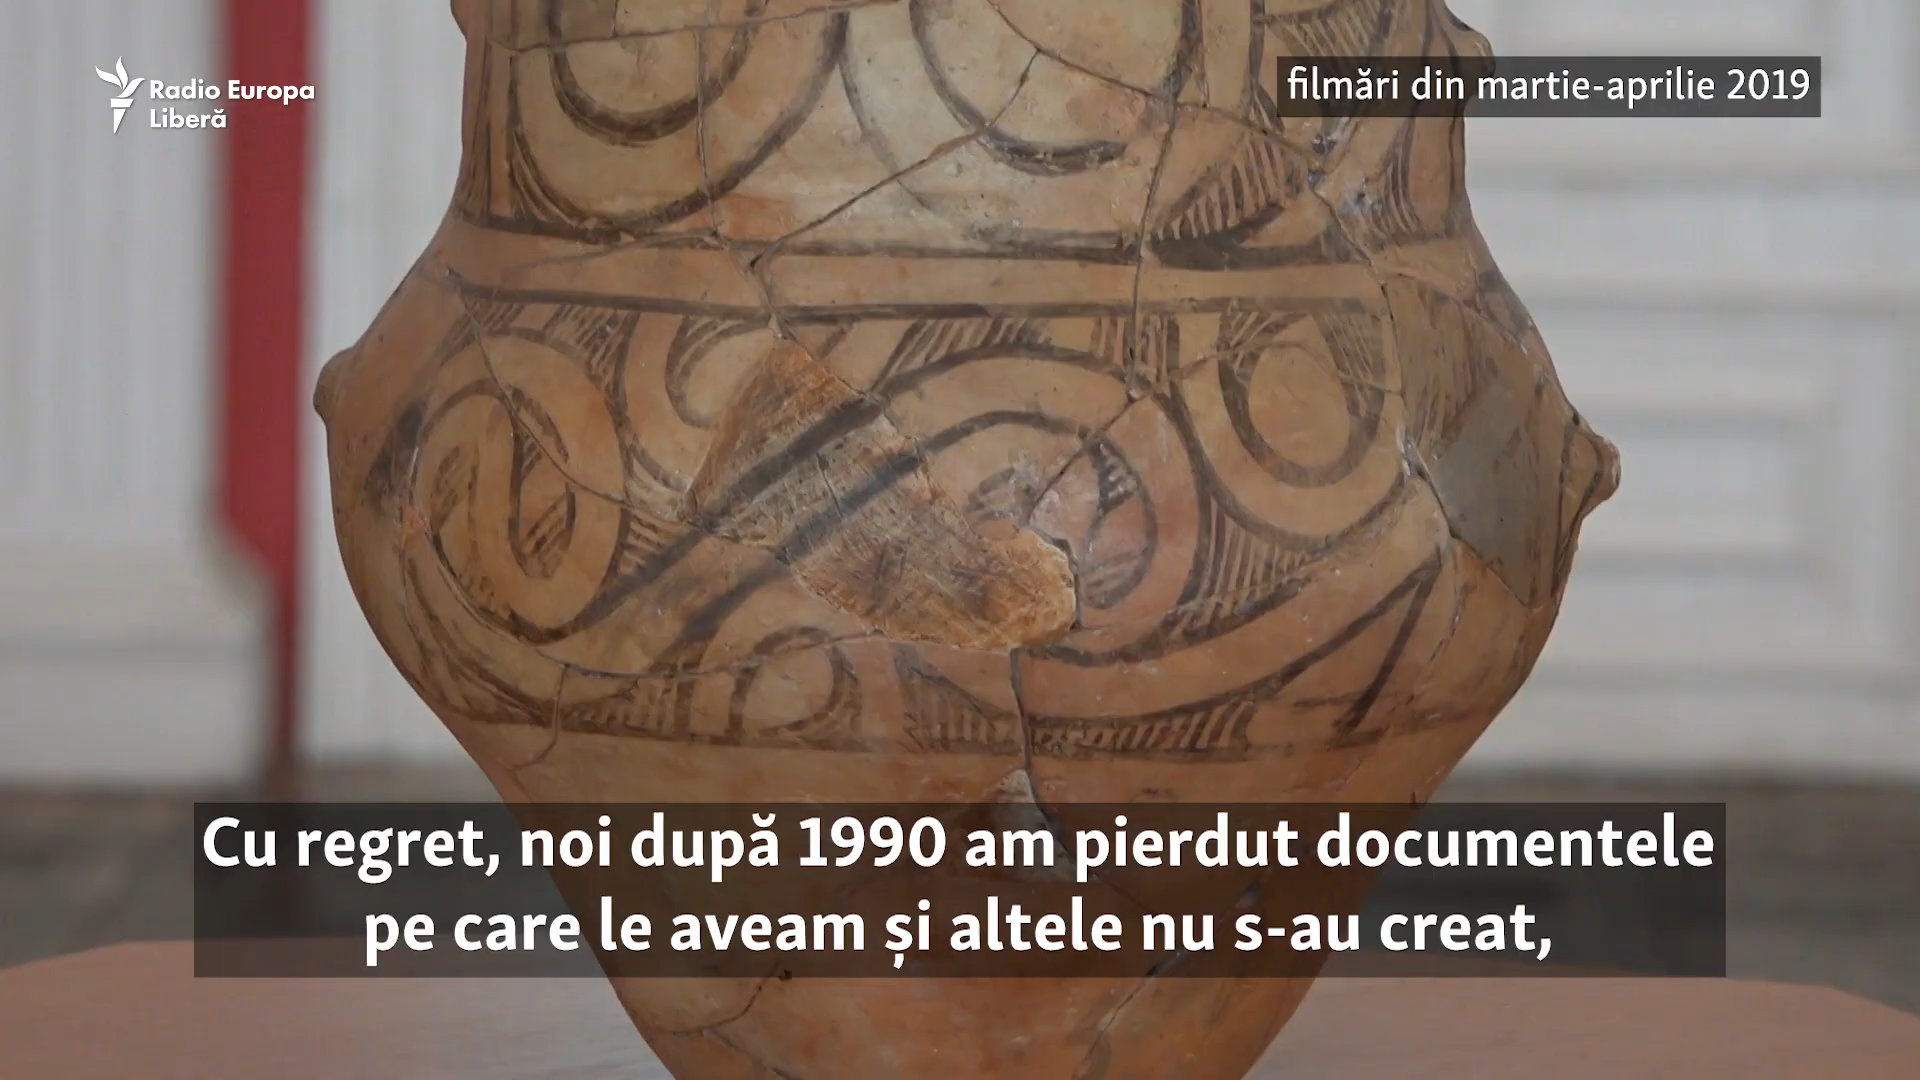 Radio Europa
Liberă
filmări din martie-aprilie 2019
Cu regret, noi după 1990 am pierdut documentele
pe care le aveam și altele nu s-au creat,